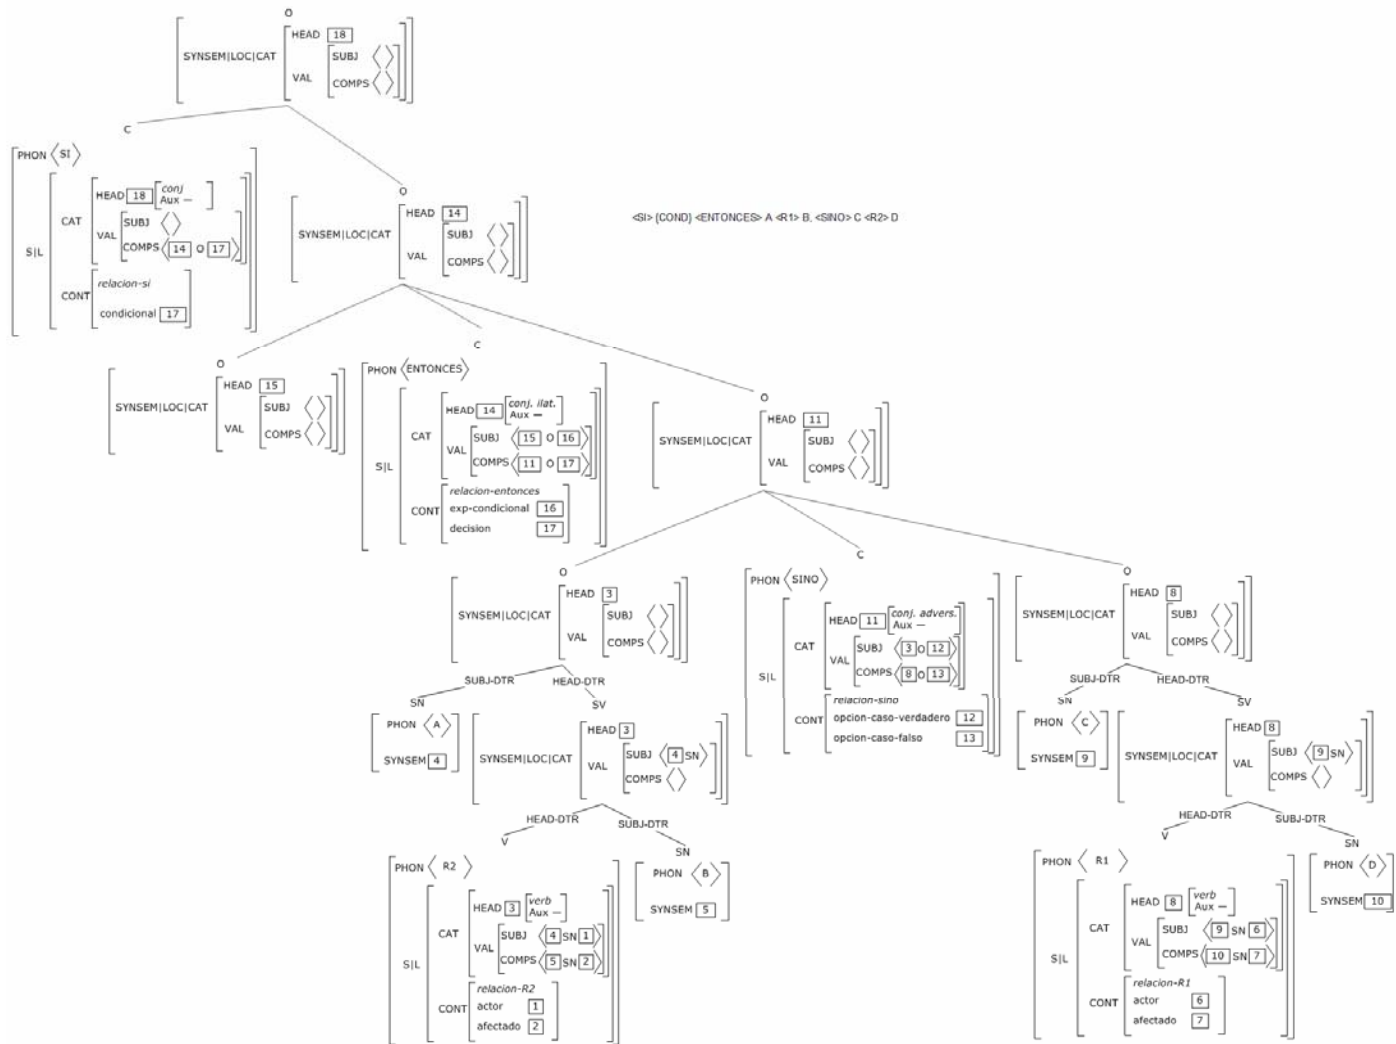 O
HEAD 18
SYNSEM|LOC|CAT
SUBJ 〈 〉
VAL
COMPS 〈 〉
C
PHON 〈SI〉
HEAD 18 conj
Aux —
CAT
SUBJ 〈 〉
VAL
COMPS 〈14 O 17〉
S|L
relacion-si
CONT
condicional 17
O
HEAD 14
SYNSEM|LOC|CAT
SUBJ 〈 〉
VAL
COMPS 〈 〉
<SI> {COND} <ENTONCES> A <R1> B, <SINO> C <R2> D
O
HEAD 15
SYNSEM|LOC|CAT
SUBJ 〈 〉
VAL
COMPS 〈 〉
C
PHON 〈ENTONCES〉
HEAD 14 conj. ilat.
Aux —
CAT
SUBJ 〈15 O 16〉
VAL
COMPS 〈11 O 17〉
S|L
relacion-entonces
CONT exp-condicional 16
decision 17
O
HEAD 11
SYNSEM|LOC|CAT
SUBJ 〈 〉
VAL
COMPS 〈 〉
O
HEAD 3
SYNSEM|LOC|CAT
SUBJ 〈 〉
VAL
COMPS 〈 〉
C
PHON 〈SINO〉
HEAD 11 conj. advers.
Aux —
CAT
SUBJ 〈3 O 12〉
VAL
COMPS 〈8 O 13〉
S|L
relacion-sino
CONT opcion-caso-verdadero 12
opcion-caso-falso 13
O
HEAD 8
SYNSEM|LOC|CAT
SUBJ 〈 〉
VAL
COMPS 〈 〉
SUBJ-DTR HEAD-DTR
SN
PHON 〈A〉
SYNSEM 4
SV
HEAD 3
SYNSEM|LOC|CAT
SUBJ 〈4 SN〉
VAL
COMPS 〈 〉
SUBJ-DTR HEAD-DTR
SN
PHON 〈C〉
SYNSEM 9
SV
HEAD 8
SYNSEM|LOC|CAT
SUBJ 〈9 SN〉
VAL
COMPS 〈 〉
HEAD-DTR SUBJ-DTR
V
PHON 〈R2〉
HEAD 3 verb
Aux —
CAT
SUBJ 〈4 SN 1〉
VAL
COMPS 〈5 SN 2〉
S|L
relacion-R2
CONT actor 1
afectado 2
SN
PHON 〈B〉
SYNSEM 5
HEAD-DTR SUBJ-DTR
V
PHON 〈R1〉
HEAD 8 verb
Aux —
CAT
SUBJ 〈9 SN 6〉
VAL
COMPS 〈10 SN 7〉
S|L
relacion-R1
CONT actor 6
afectado 7
SN
PHON 〈D〉
SYNSEM 10